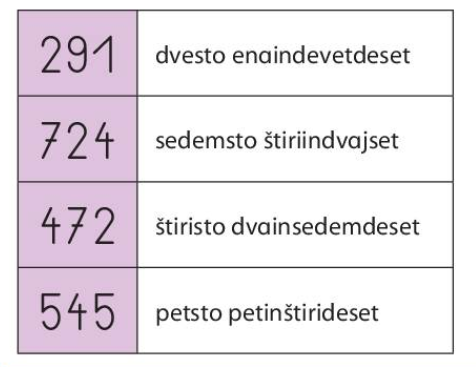 291 dvesto enaindevetdeset
724 sedemsto štiriindvajset
472 štiristo dvainsedemdeset
545 petsto petinštirideset